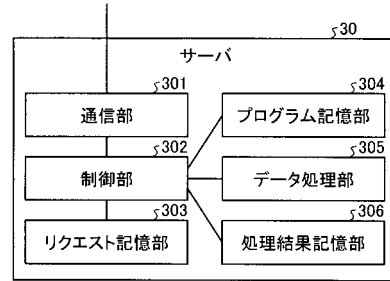 30
サーバ
301
通信部
302
制御部
303
リクエスト記憶部
304
プログラム記憶部
305
データ処理部
306
処理結果記憶部